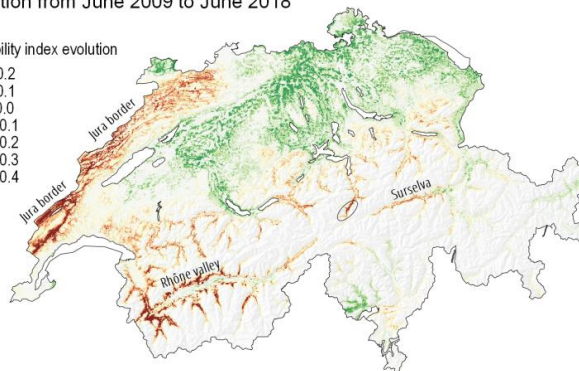 tion from June 2009 to June 2018
bility index evolution
0.2
0.1
0.0
0.1
0.2
0.3
0.4
Jura border
Jura border
Surselva
Rhône valley